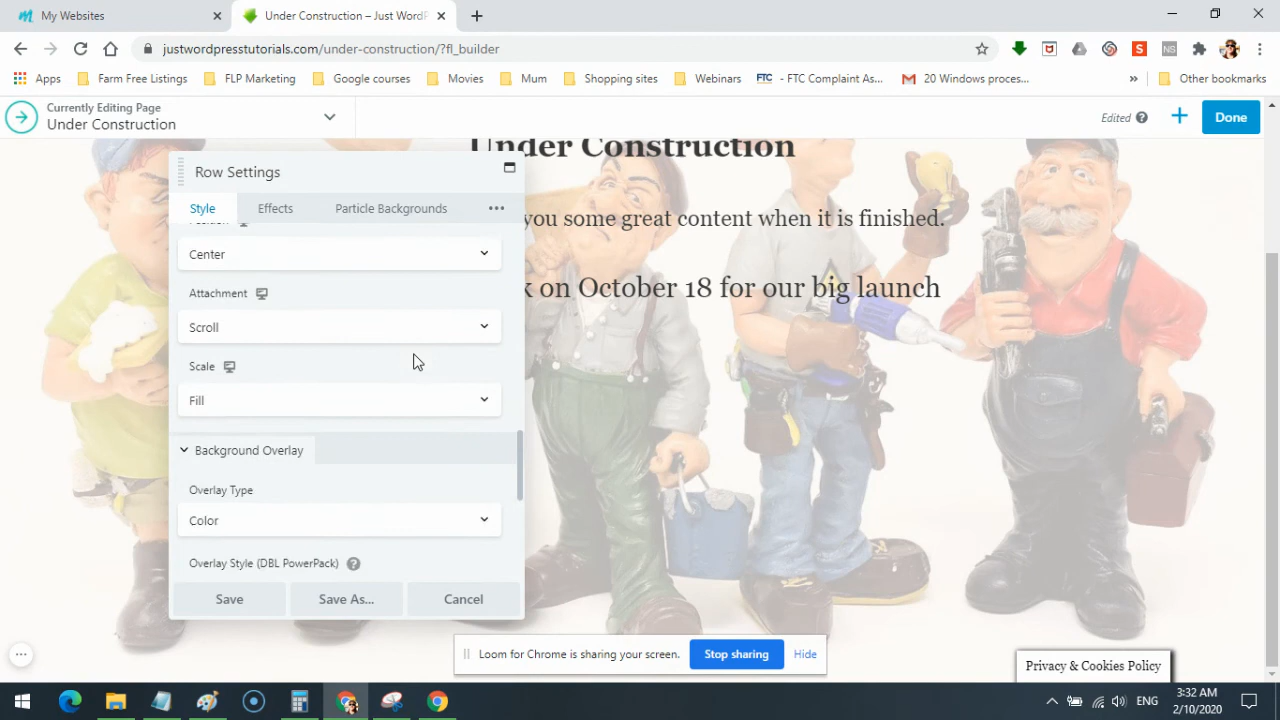 My Websites
Under Construction – Just WordP
justwordpresstutorials.com/under-construction/?fl_builder
Apps
Farm Free Listings
FLP Marketing
Google courses
Movies
Mum
Shopping sites
Webinars
FTC - FTC Complaint As...
20 Windows proces...
»
Other bookmarks
Currently Editing Page
Under Construction
Edited
Done
Under Construction
you some great content when it is finished.
on October 18 for our big launch
Row Settings
Style
Effects
Particle Backgrounds
Center
Attachment
Scroll
Scale
Fill
Background Overlay
Overlay Type
Color
Overlay Style (DBL PowerPack)
Save
Save As...
Cancel
Loom for Chrome is sharing your screen.
Stop sharing
Hide
Privacy & Cookies Policy
ENG
3:32 AM
2/10/2020